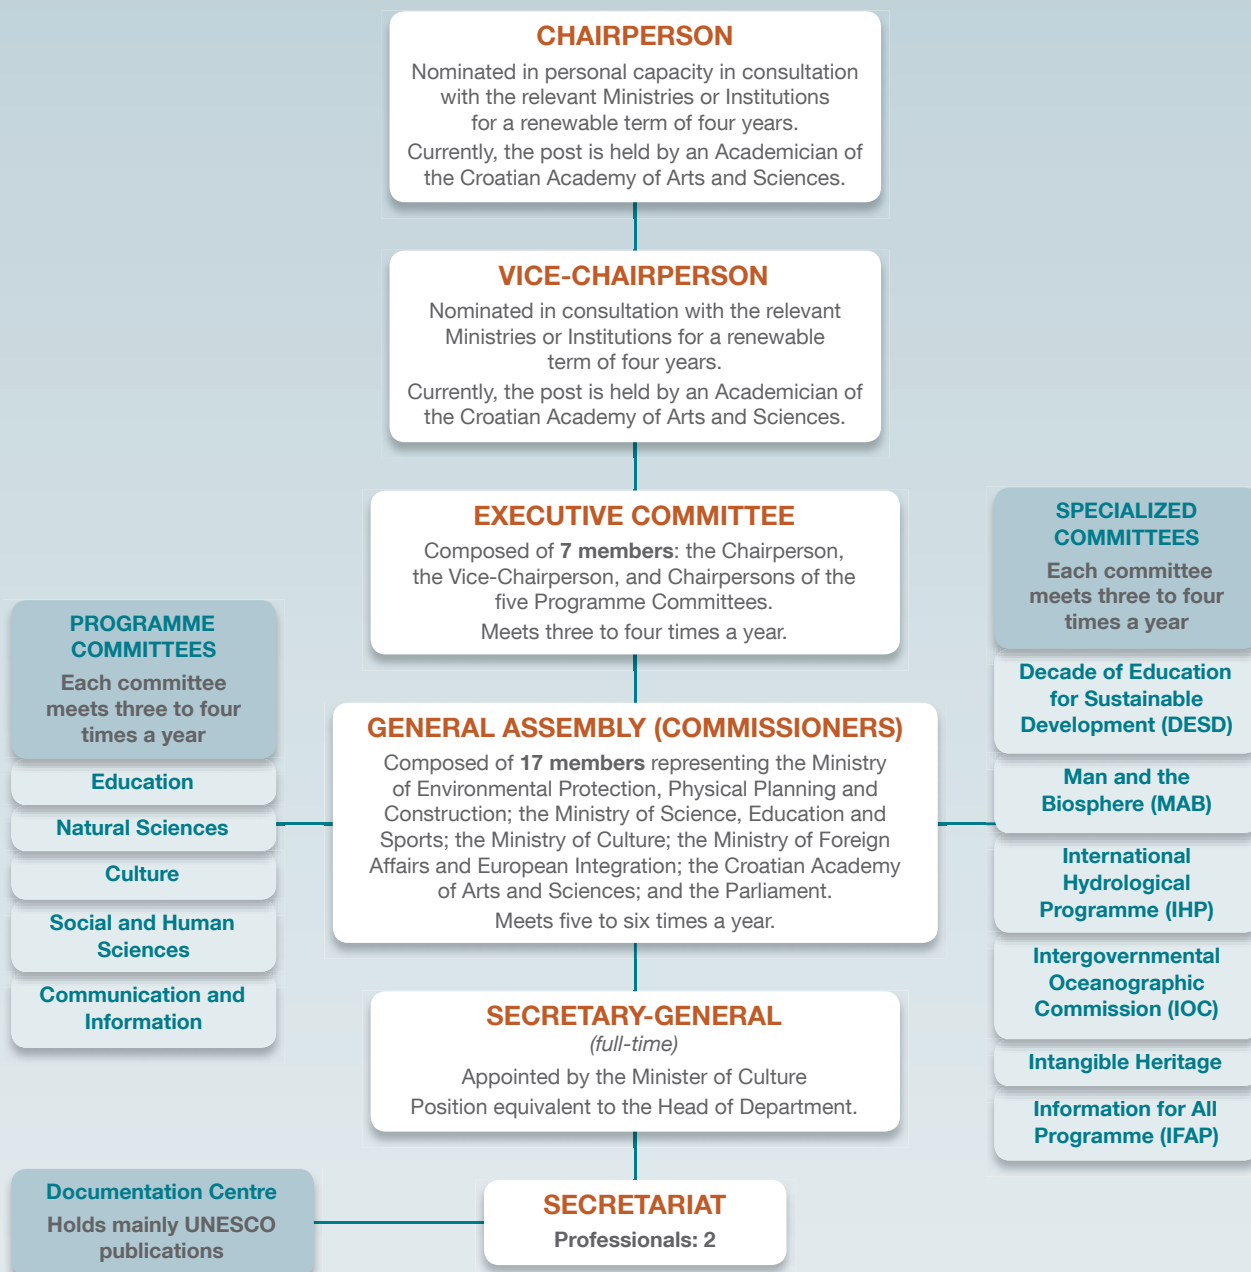 CHAIRPERSON
Nominated in personal capacity in consultation
with the relevant Ministries or Institutions
for a renewable term of four years.
Currently, the post is held by an Academician of
the Croatian Academy of Arts and Sciences.
VICE-CHAIRPERSON
Nominated in consultation with the relevant
Ministries or Institutions for a renewable
term of four years.
Currently, the post is held by an Academician of
the Croatian Academy of Arts and Sciences.
EXECUTIVE COMMITTEE
Composed of 7 members: the Chairperson,
the Vice-Chairperson, and Chairpersons of the
five Programme Committees.
Meets three to four times a year.
PROGRAMME
COMMITTEES
Each committee
meets three to four
times a year
Education
Natural Sciences
Culture
Social and Human
Sciences
Communication and
Information
GENERAL ASSEMBLY (COMMISSIONERS)
Composed of 17 members representing the Ministry
of Environmental Protection, Physical Planning and
Construction; the Ministry of Science, Education and
Sports; the Ministry of Culture; the Ministry of Foreign
Affairs and European Integration; the Croatian Academy
of Arts and Sciences; and the Parliament.
Meets five to six times a year.
SPECIALIZED
COMMITTEES
Each committee
meets three to four
times a year
Decade of Education
for Sustainable
Development (DESD)
Man and the
Biosphere (MAB)
International
Hydrological
Programme (IHP)
Intergovernmental
Oceanographic
Commission (IOC)
Intangible Heritage
Information for All
Programme (IFAP)
SECRETARY-GENERAL
(full-time)
Appointed by the Minister of Culture
Position equivalent to the Head of Department.
Documentation Centre
Holds mainly UNESCO
publications
SECRETARIAT
Professionals: 2